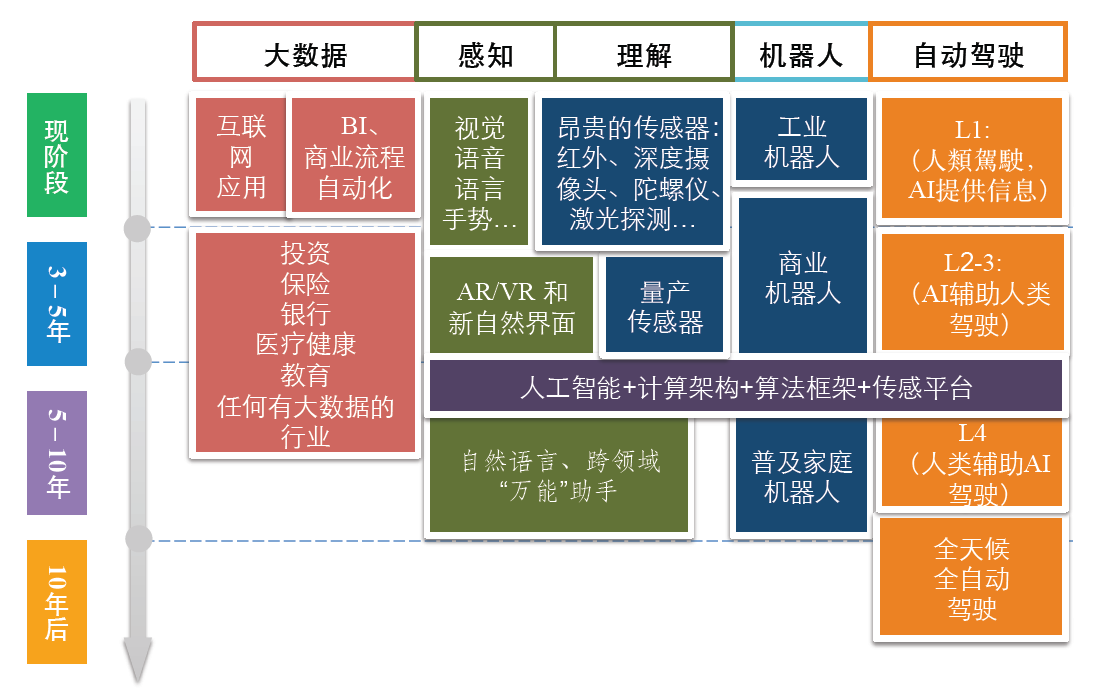 大数据
感知
理解
机器人
自动驾驶
现阶段
互联
网
应用
BI、
商业流程
自动化
视觉
语音
语言
手势…
昂贵的传感器：
红外、深度摄
像头、陀螺仪、
激光探测…
工业
机器人
L1:
（人類駕駛，
AI提供信息）
3–5年
投资
保险
银行
医疗健康
教育
任何有大数据的
行业
AR/VR 和
新自然界面
量产
传感器
商业
机器人
L2-3:
（AI辅助人类
驾驶）
人工智能+计算架构+算法框架+传感平台
5–10年
自然语言、跨领域
“万能”助手
普及家庭
机器人
L4
（人类辅助AI
驾驶）
10年后
全天候
全自动
驾驶